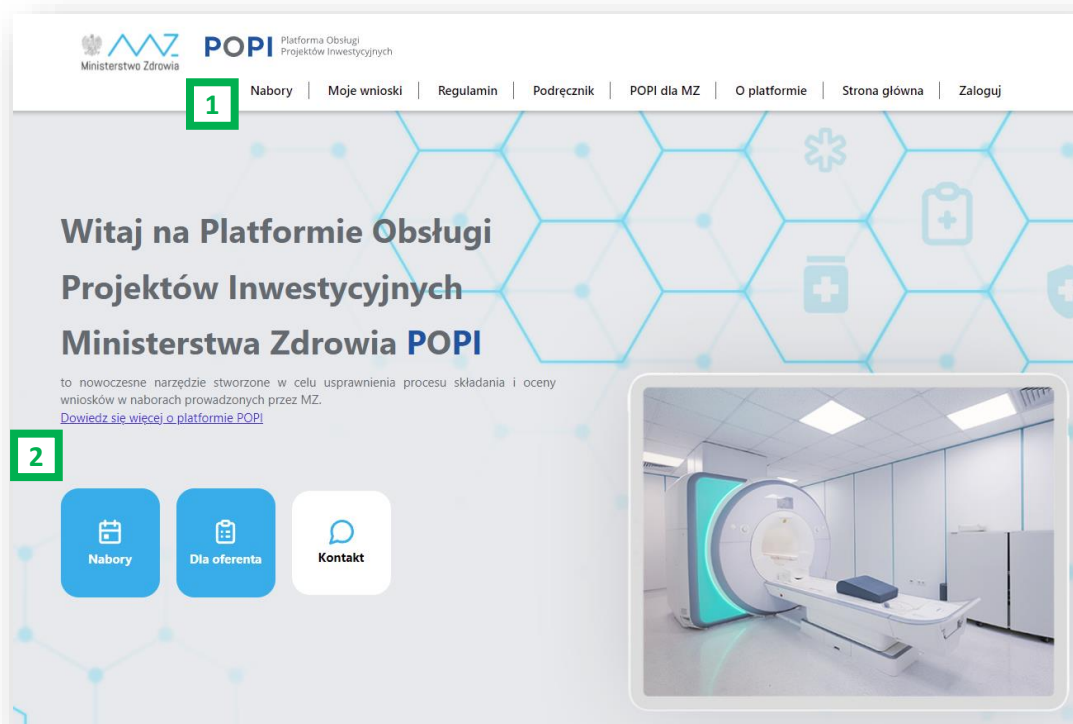 Ministerstwo Zdrowia
POPI
Platforma Obsługi
Projektów Inwestycyjnych
1
Nabory | Moje wnioski | Regulamin | Podręcznik | POPI dla MZ | O platformie | Strona główna | Zaloguj
Witaj na Platformie Obsługi
Projektów Inwestycyjnych
Ministerstwa Zdrowia POPI
to nowoczesne narzędzie stworzone w celu usprawnienia procesu składania i oceny
wniosków w naborach prowadzonych przez MZ.
Dowiedz się więcej o platformie POPI
2
Nabory
Dla oferenta
Kontakt